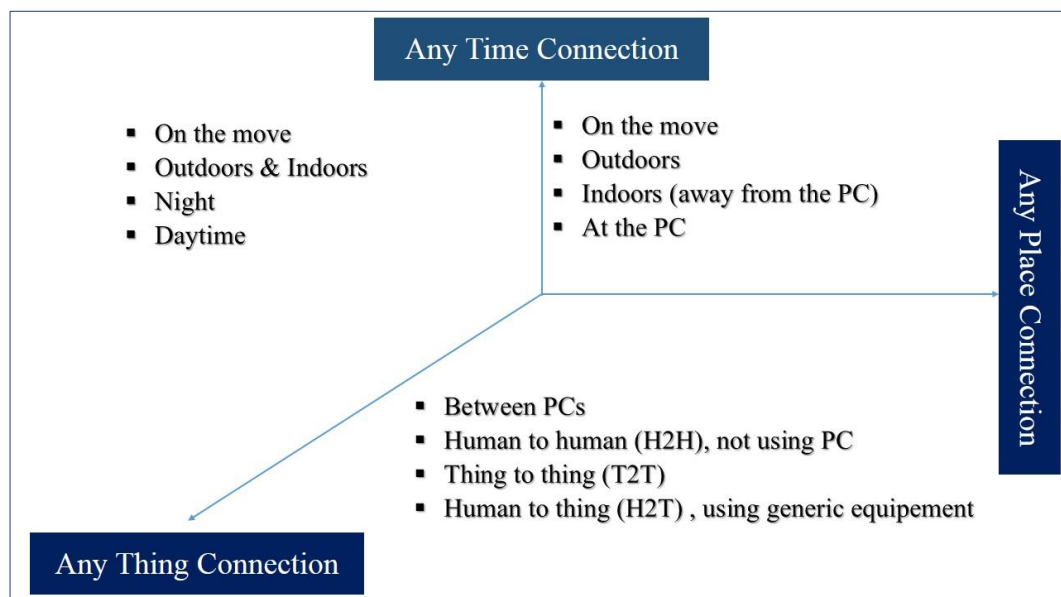 Any Time Connection
▪ On the move
▪ Outdoors & Indoors
▪ Night
▪ Daytime
▪ On the move
▪ Outdoors
▪ Indoors (away from the PC)
▪ At the PC
Any Place Connection
▪ Between PCs
▪ Human to human (H2H), not using PC
▪ Thing to thing (T2T)
▪ Human to thing (H2T) , using generic equipement
Any Thing Connection